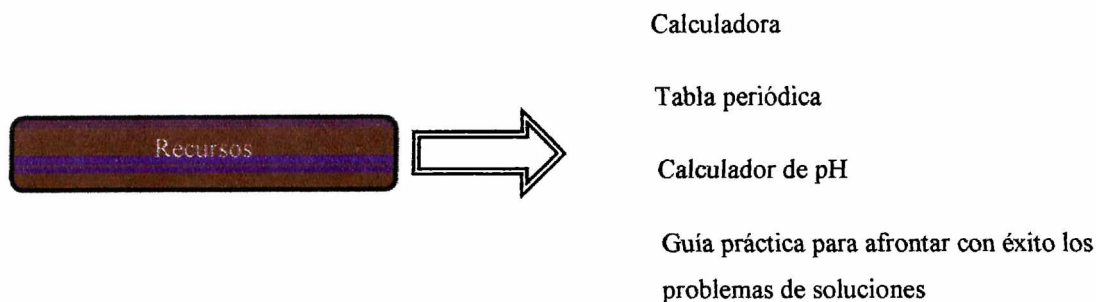 Recursos
Calculadora
Tabla periódica
Calculador de pH
Guía práctica para afrontar con éxito los
problemas de soluciones